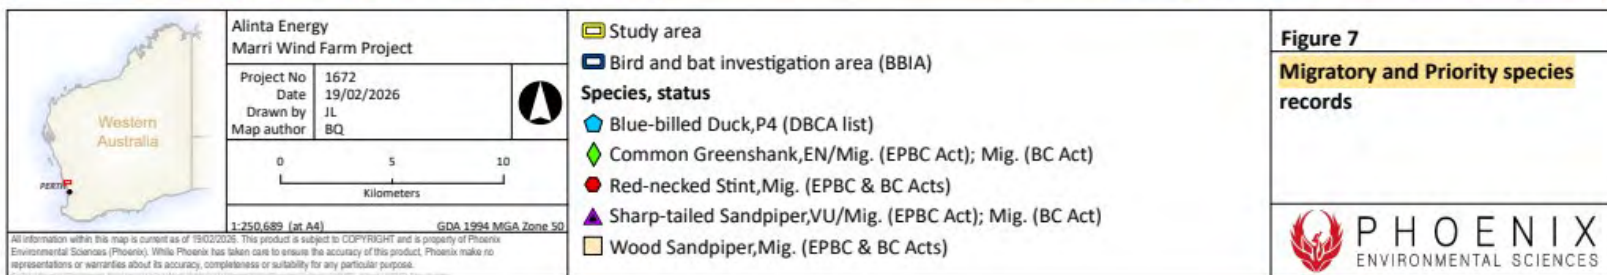 Western
Australia
PERTH
Alinta Energy
Marri Wind Farm Project
Project No 1672
Date 19/02/2026
Drawn by JL
Map author BQ
0 5 10
Kilometers
1:250,689 (at A4) GDA 1994 MGA Zone 50
All information within this map is current as of 19/02/2026. This product is subject to COPYRIGHT and is property of Phoenix
Environmental Sciences (Phoenix). While Phoenix has taken care to ensure the accuracy of this product, Phoenix make no
representations or warranties about its accuracy, completeness or suitability for any particular purpose.
Study area
Bird and bat investigation area (BBIA)
Species, status
Blue-billed Duck,P4 (DBCA list)
Common Greenshank,EN/Mig. (EPBC Act); Mig. (BC Act)
Red-necked Stint,Mig. (EPBC & BC Acts)
Sharp-tailed Sandpiper,VU/Mig. (EPBC Act); Mig. (BC Act)
Wood Sandpiper,Mig. (EPBC & BC Acts)
Figure 7
Migratory and Priority species
records
PHOENIX
ENVIRONMENTAL SCIENCES